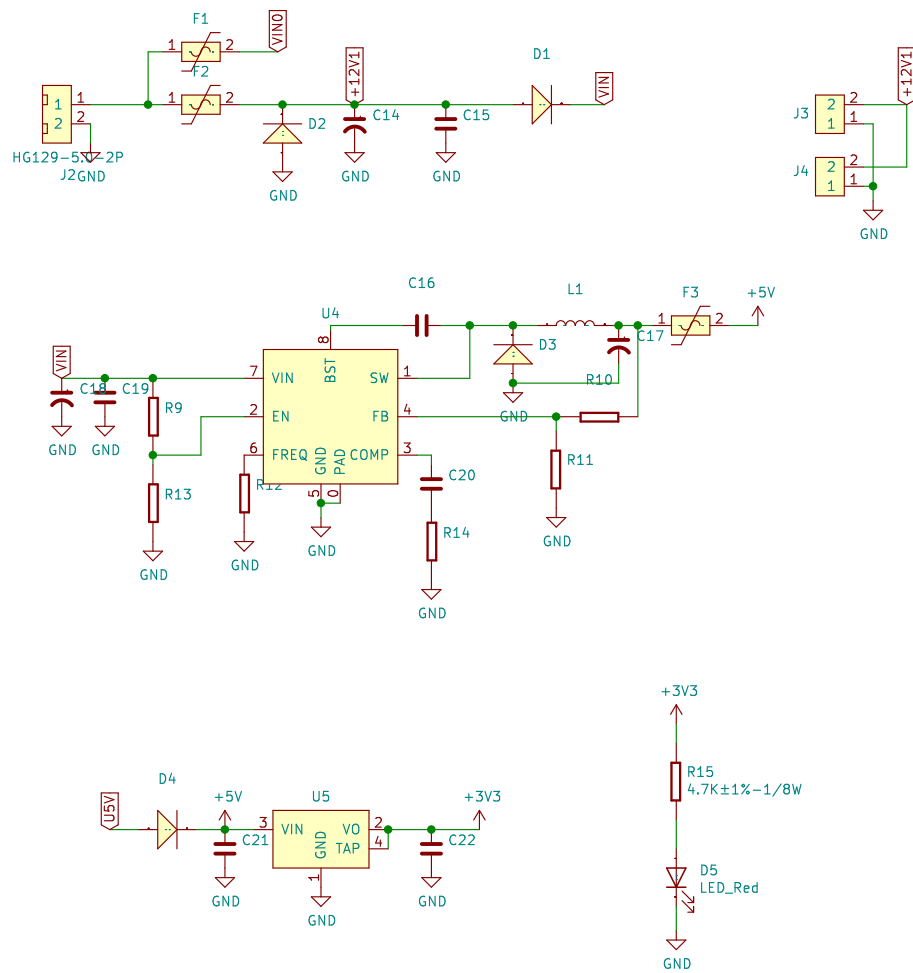 F1
1
2
VIN0
F2
1
2
+12V1
D1
VIN
1
2
HG129-5.0-2P
J2
GND
D2
GND
C14
GND
C15
GND
+12V1
J3
2
1
2
1
J4
2
1
2
1
GND
C16
L1
F3
1
2
+5V
U4
8
BST
VIN
C18
C19
GND
GND
R9
7
VIN
SW
1
2
EN
FB
4
6
FREQ
COMP
3
GND
PAD
5
0
GND
D3
GND
C17
R10
R11
GND
R12
GND
R13
GND
C20
R14
GND
+3V3
R15
4.7K±1%-1/8W
D5
LED_Red
GND
U5V
D4
+5V
C21
GND
U5
3
VIN
VO
2
TAP
4
GND
1
GND
+3V3
C22
GND